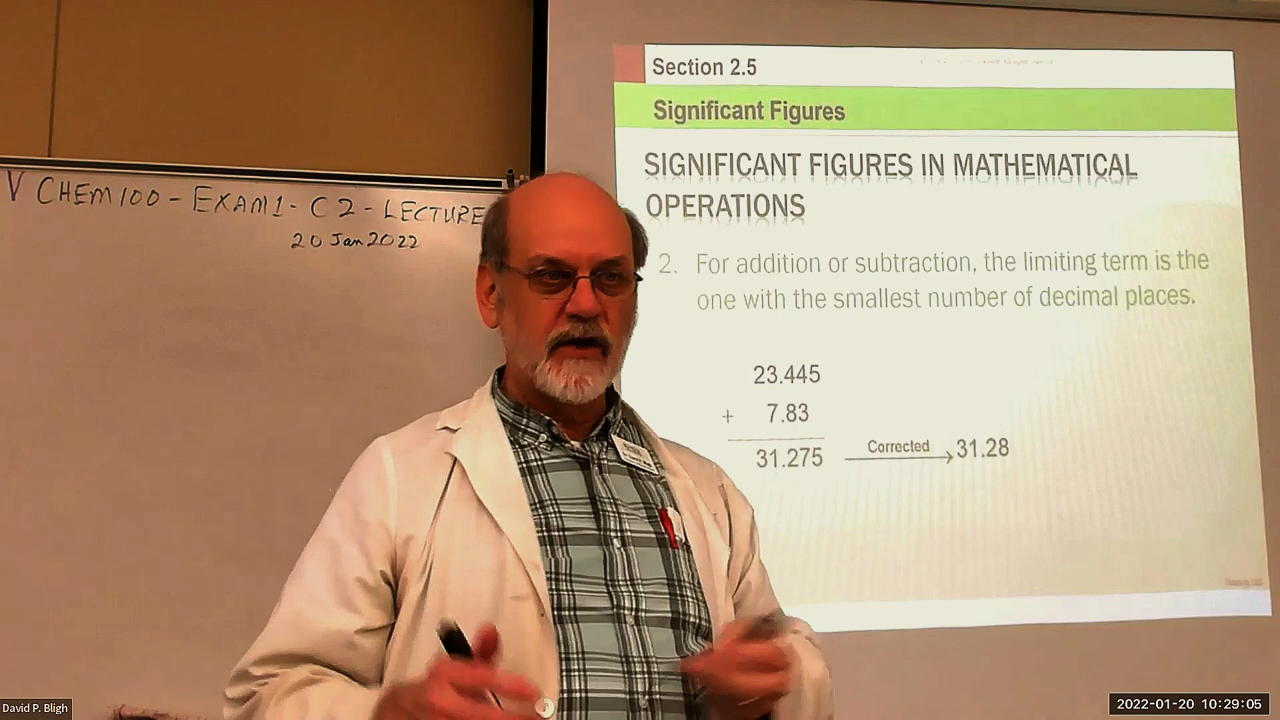 V CHEM100 - EXAM1 - C2 - LECTURE
20 Jan 2022
Section 2.5
Significant Figures
SIGNIFICANT FIGURES IN MATHEMATICAL
OPERATIONS
2. For addition or subtraction, the limiting term is the
one with the smallest number of decimal places.
23.445
+ 7.83
31.275 Corrected 31.28
David P. Bligh
2022-01-20 10:29:05